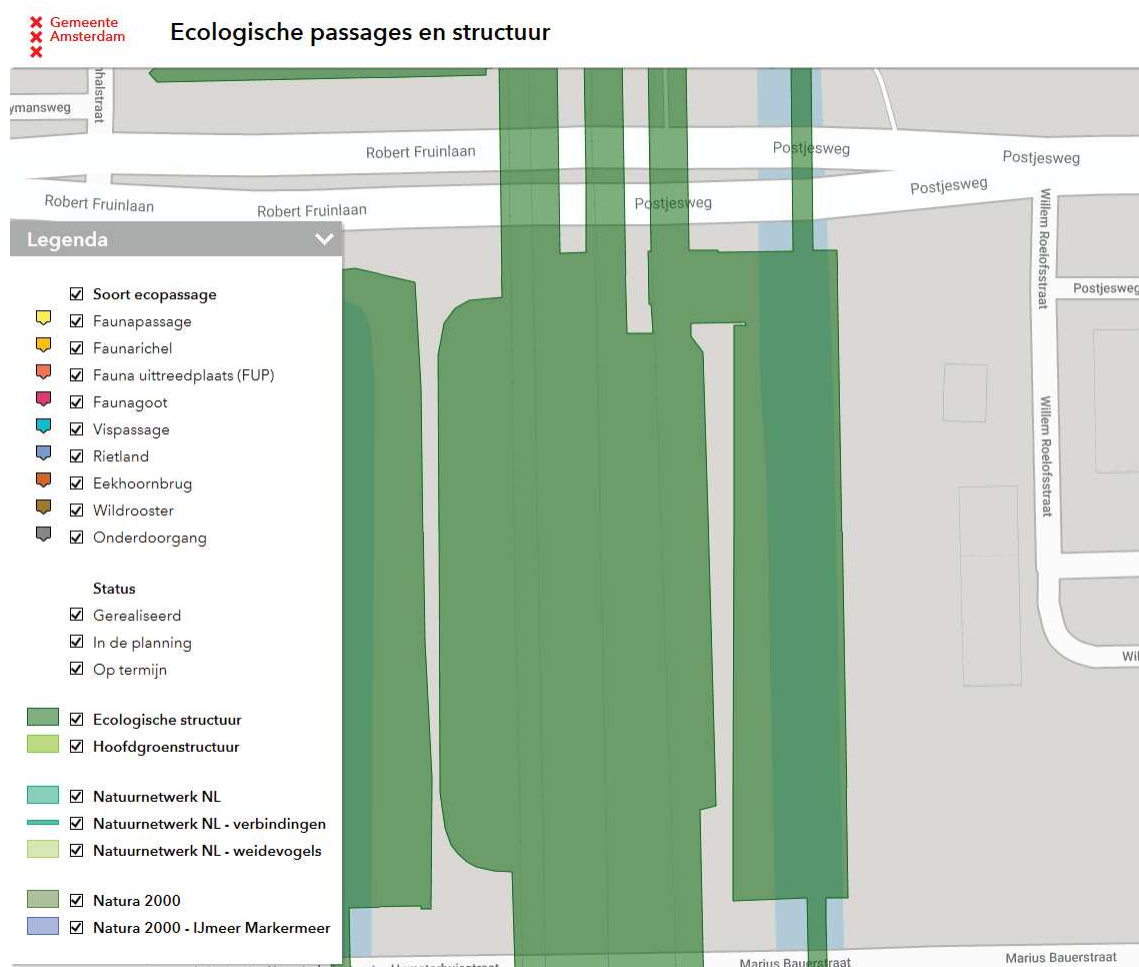 Gemeente
Amsterdam
Ecologische passages en structuur
ymansweg
nhalstraat
Robert Fruinlaan
Postjesweg
Postjesweg
Robert Fruinlaan
Robert Fruinlaan
Postjesweg
Postjesweg
Willem Roelofsstraat
Postjesweg
Willem Roelofsstraat
Wil
Legenda
Soort ecopassage
Faunapassage
Faunarichel
Fauna uittreedplaats (FUP)
Faunagoot
Vispassage
Rietland
Eekhoornbrug
Wildrooster
Onderdoorgang
Status
Gerealiseerd
In de planning
Op termijn
Ecologische structuur
Hoofdgroenstructuur
Natuurnetwerk NL
Natuurnetwerk NL - verbindingen
Natuurnetwerk NL - weidevogels
Natura 2000
Natura 2000 - IJmeer Markermeer
Marius Bauerstraat
Marius Bauerstraat